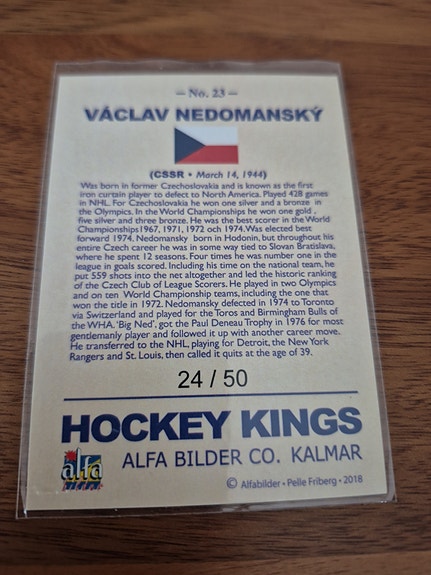 – No. 23 –
VÁCLAV NEDOMANSKÝ
(CSSR • March 14, 1944)
Was born in former Czechoslovakia and is known as the first
iron curtain player to defect to North America. Played 428 games
in NHL. For Czechoslovakia he won one silver and a bronze in
the Olympics. In the World Championships he won one gold ,
five silver and three bronze. He was the best scorer in the World
Championships1967, 1971, 1972 och 1974. Was elected best
forward 1974. Nedomansky born in Hodonin, but throughout his
entire Czech career he was in some way tied to Slovan Bratislava,
where he spent 12 seasons. Four times he was number one in the
league in goals scored. Including his time on the national team, he
put 559 shots into the net altogether and led the historic ranking
of the Czech Club of League Scorers. He played in two Olympics
and on ten World Championship teams, including the one that
won the title in 1972. Nedomansky defected in 1974 to Toronto
via Switzerland and played for the Toros and Birmingham Bulls of
the WHA. 'Big Ned', got the Paul Deneau Trophy in 1976 for most
gentlemanly player and followed it up with another career move.
He transferred to the NHL, playing for Detroit, the New York
Rangers and St. Louis, then called it quits at the age of 39.
24 / 50
HOCKEY KINGS
alfa
ALFA BILDER CO. KALMAR
© Alfabilder • Pelle Friberg • 2018